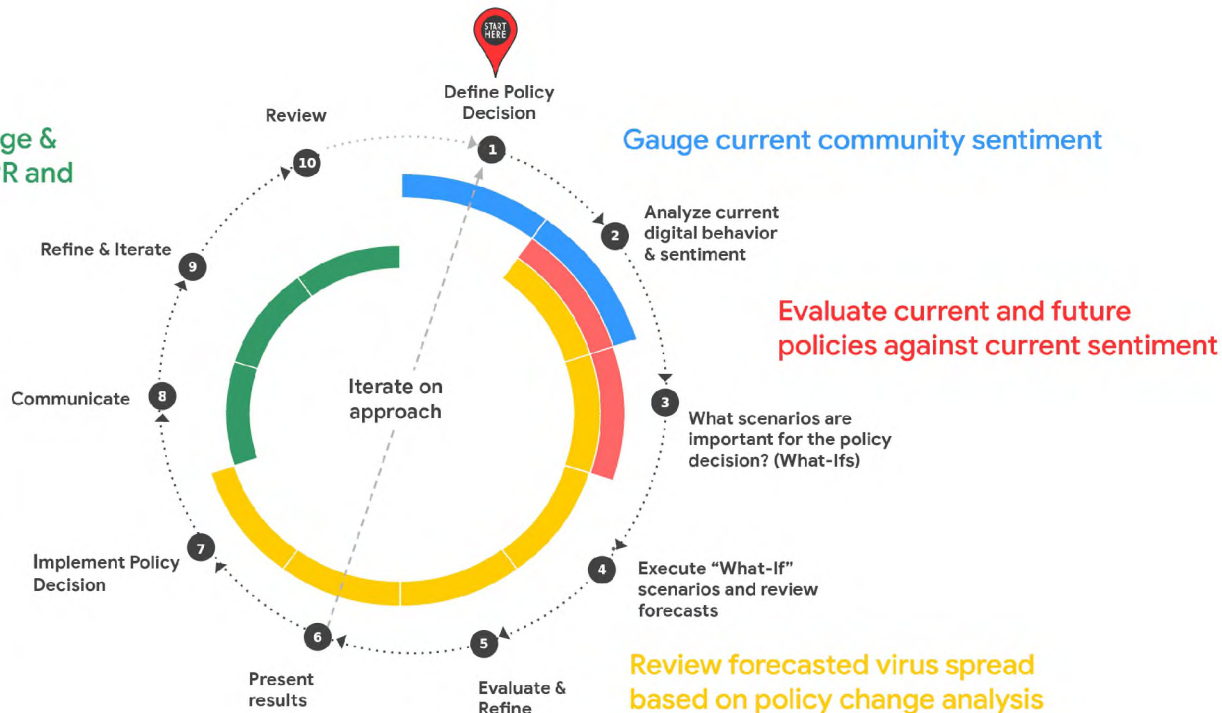 START
HERE
Define Policy
Decision
1
Gauge current community sentiment
Analyze current
digital behavior
& sentiment
2
Evaluate current and future
policies against current sentiment
3
What scenarios are
important for the policy
decision? (What-Ifs)
4
Execute “What-If”
scenarios and review
forecasts
Review forecasted virus spread
based on policy change analysis
5
Evaluate &
Refine
6
Present
results
7
Implement Policy
Decision
8
Communicate
9
Refine & Iterate
10
Review
&
and
Iterate on
approach